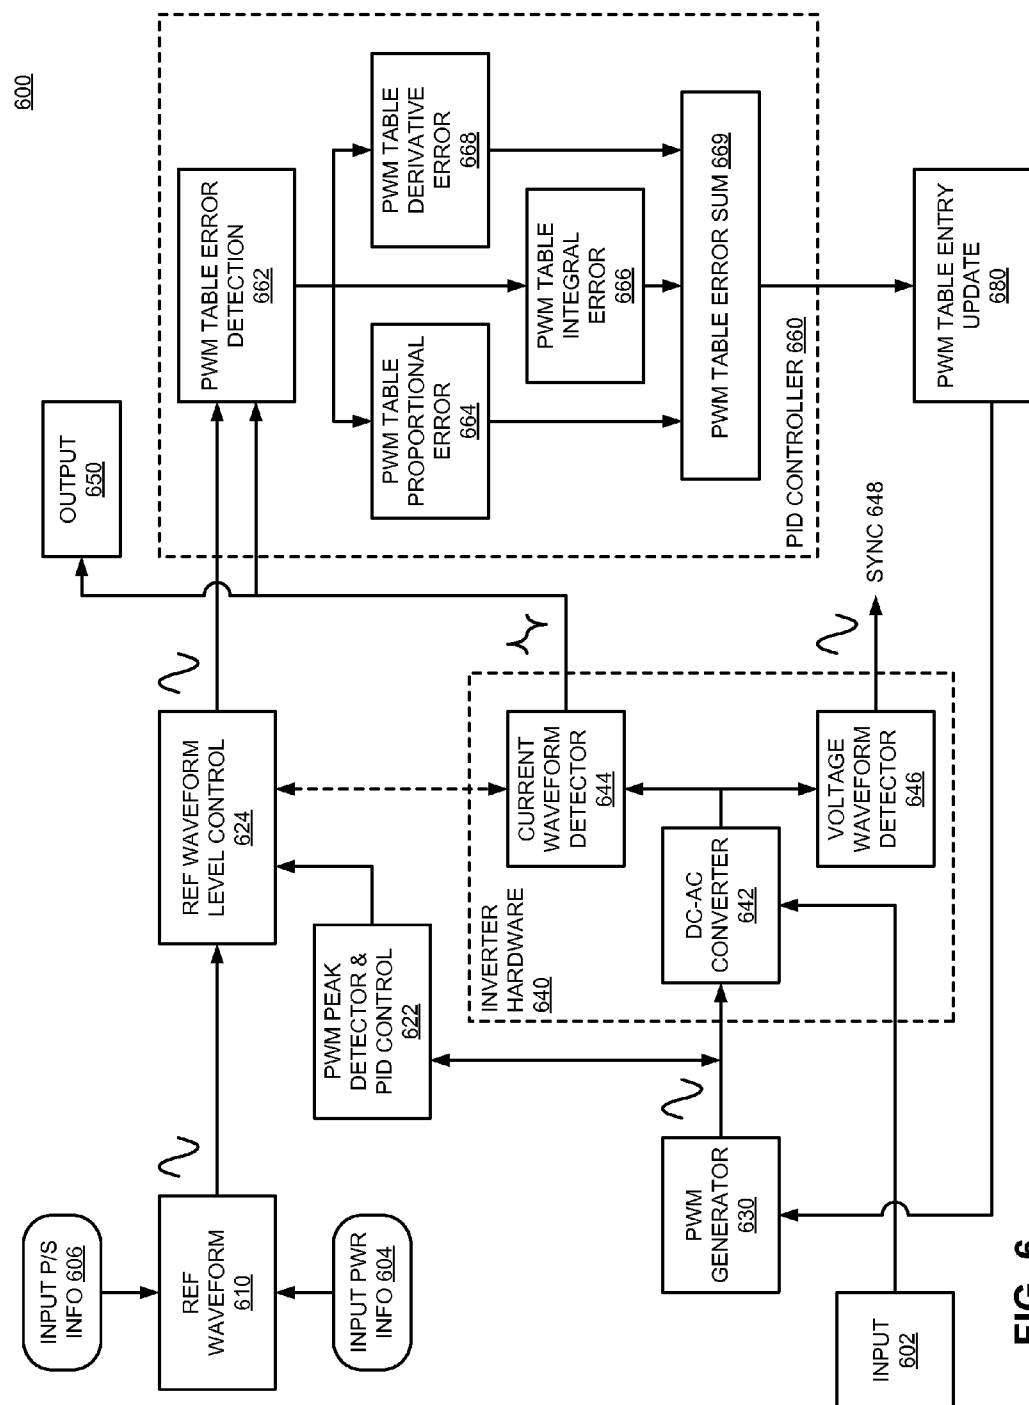 600
INPUT P/S
INFO 606
REF
WAVEFORM
610
INPUT PWR
INFO 604
REF WAVEFORM
LEVEL CONTROL
624
PWM PEAK
DETECTOR &
PID CONTROL
622
OUTPUT
650
PWM TABLE ERROR
DETECTION
662
PWM TABLE
PROPORTIONAL
ERROR
664
PWM TABLE
INTEGRAL
ERROR
666
PWM TABLE
DERIVATIVE
ERROR
668
PWM TABLE ERROR SUM 669
PID CONTROLLER 660
INVERTER
HARDWARE
640
CURRENT
WAVEFORM
DETECTOR
644
DC-AC
CONVERTER
642
VOLTAGE
WAVEFORM
DETECTOR
646
SYNC 648
PWM
GENERATOR
630
INPUT
602
PWM TABLE ENTRY
UPDATE
680
FIG. 6